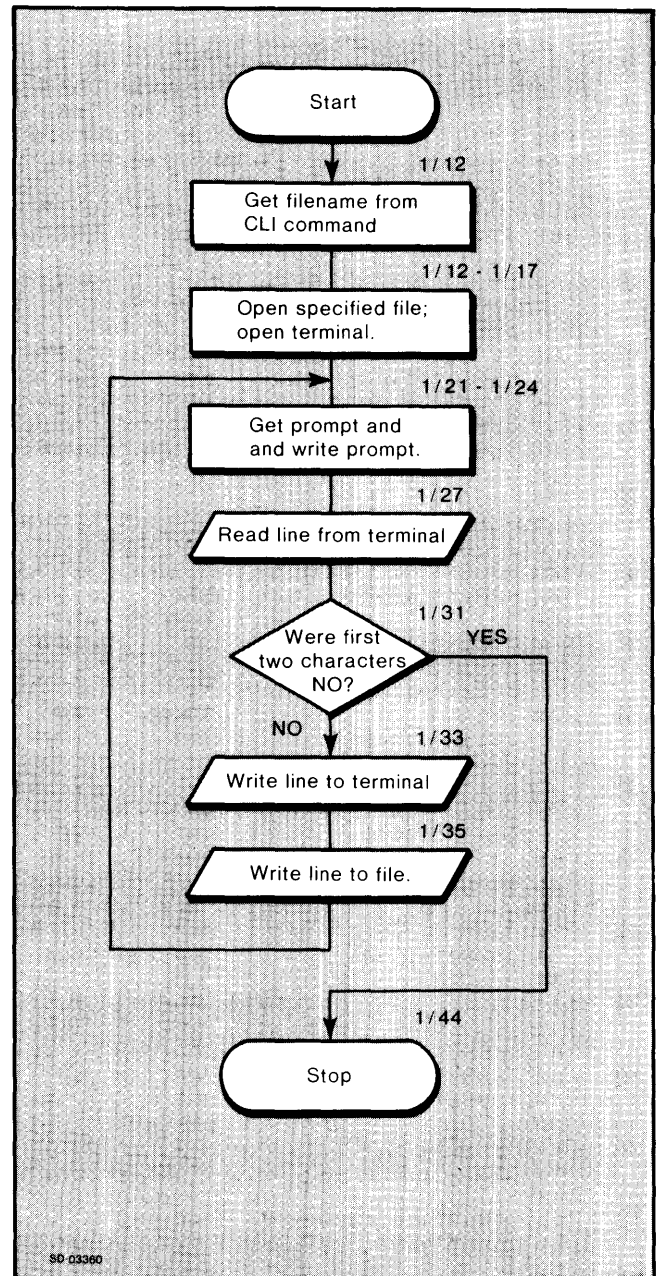 Start
1/12
Get filename from
CLI command
1/12 - 1/17
Open specified file;
open terminal.
1/21 - 1/24
Get prompt and
and write prompt.
1/27
Read line from terminal
1/31
Were first
two characters
NO?
YES
NO
1/33
Write line to terminal
1/35
Write line to file.
1/44
Stop
SD-03360